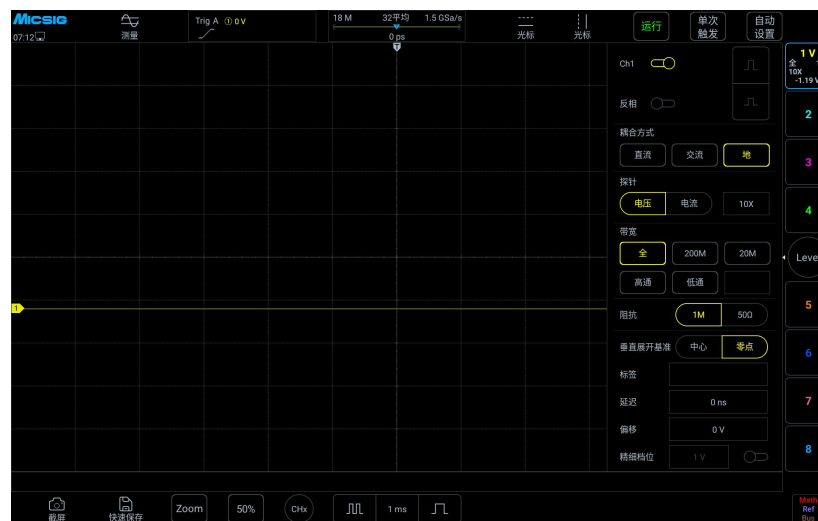 Micsig
07:12
测量
Trig A ① 0 V
18 M 32平均 1.5 GSa/s
0 ps
T
光标
光标
运行
单次
触发
自动
设置
Ch1
反相
耦合方式
直流 交流 地
探针
电压 电流 10X
带宽
全 200M 20M
高通 低通
阻抗 1M 50Ω
垂直展开基准 中心 零点
标签
延迟 0 ns
偏移 0 V
精细档位 1 V
1 V
全 1
10X
-1.19 V
2
3
4
Leve
5
6
7
8
Math
Ref
Bus
1
截屏
快速保存
Zoom
50%
CHx
1 ms